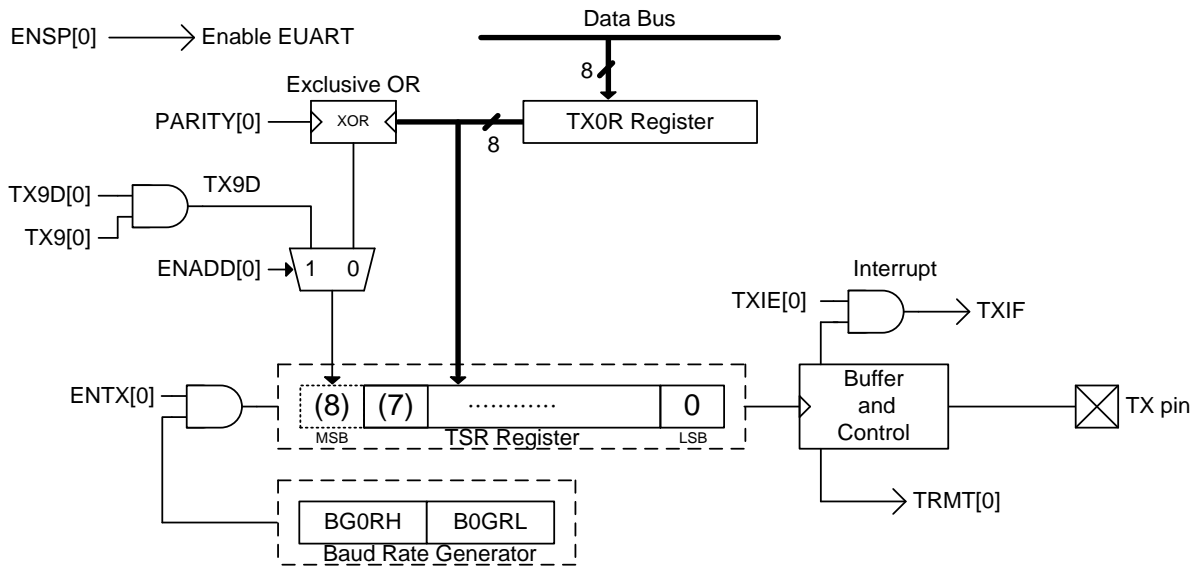 Data Bus
ENSP[0]
Enable EUART
8
Exclusive OR
PARITY[0]
XOR
TX0R Register
8
TX9D[0]
TX9D
TX9[0]
ENADD[0]
1 0
Interrupt
TXIE[0]
TXIF
ENTX[0]
(8) (7) ............ 0
MSB
TSR Register
LSB
Buffer
and
Control
TX pin
TRMT[0]
BG0RH
B0GRL
Baud Rate Generator